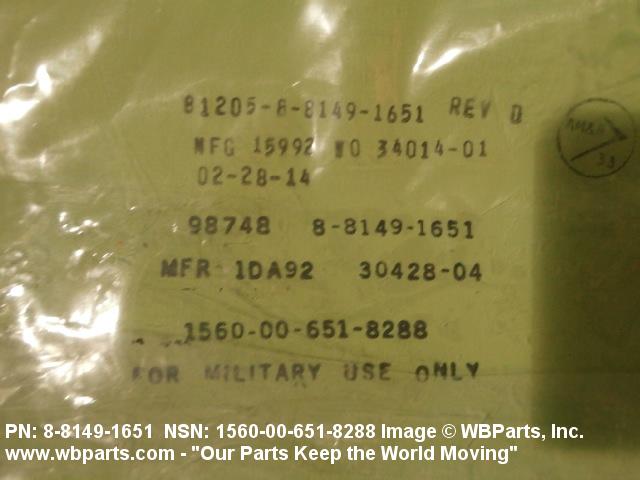 81205-8-8149-1651 REV D
MFG 15992 WO 34014-01
02-28-14
98748 8-8149-1651
MFR 1DA92 30428-04
1560-00-651-8288
FOR MILITARY USE ONLY
33
PN: 8-8149-1651 NSN: 1560-00-651-8288 Image © WBParts, Inc.
www.wbparts.com - "Our Parts Keep the World Moving"